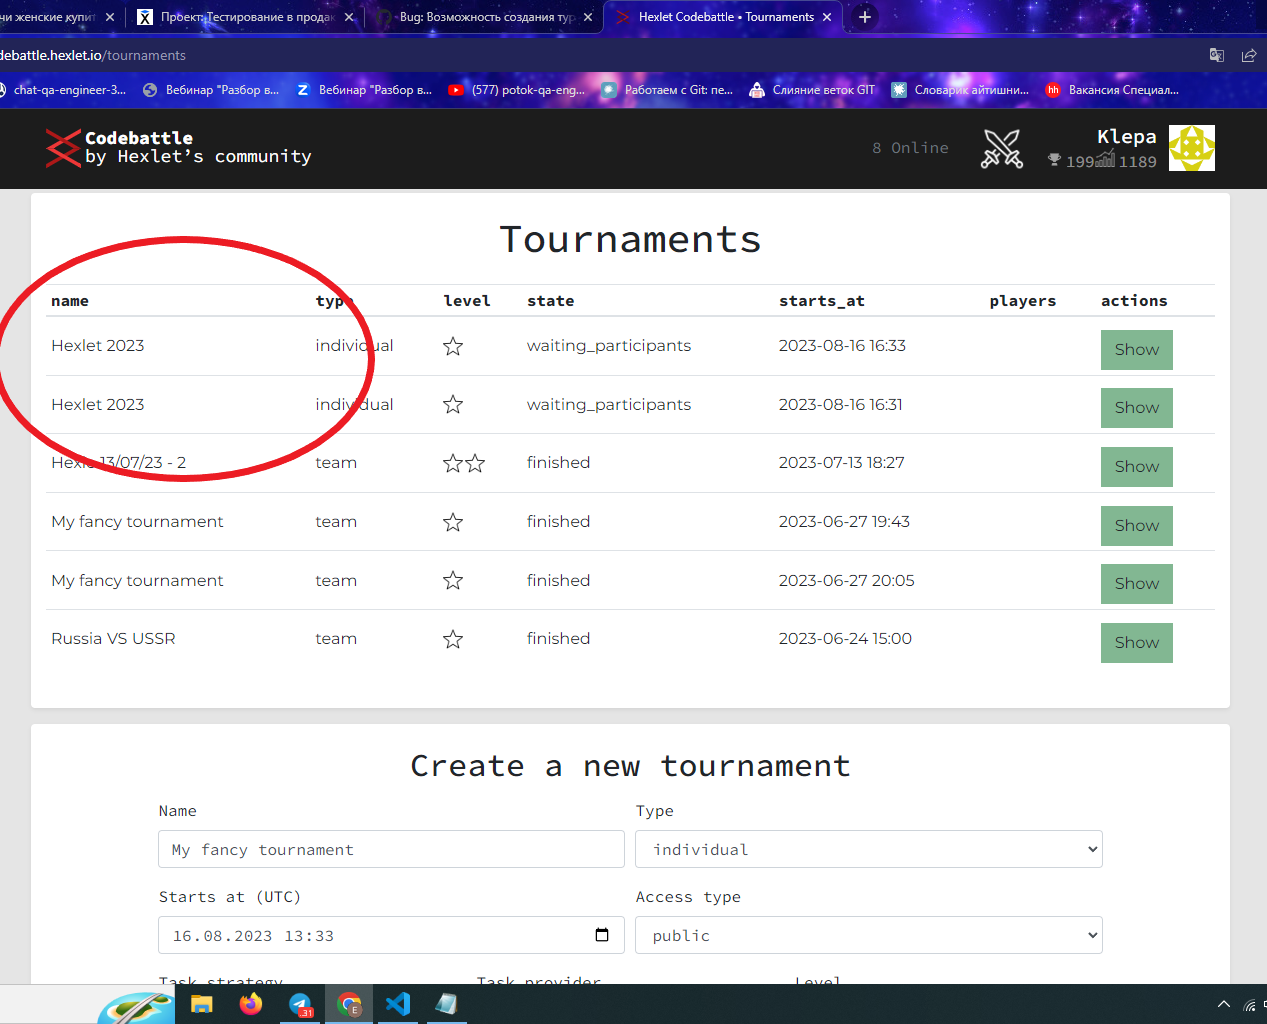 чи женские купит
Проект: Тестирование в продак
Bug: Возможность создания тур
Hexlet Codebattle • Tournaments
debattle.hexlet.io/tournaments
chat-qa-engineer-3...
Вебинар "Разбор в...
Вебинар "Разбор в...
(577) potok-qa-eng...
Работаем с Git: пе...
Слияние веток GIT
Словарик айтишни...
Вакансия Специал...
Codebattle
by Hexlet's community
8 Online
Klepa
199 1189
Tournaments
name type level state starts_at players actions
Hexlet 2023 individual waiting_participants 2023-08-16 16:33 Show
Hexlet 2023 individual waiting_participants 2023-08-16 16:31 Show
13/07/23 - 2 team finished 2023-07-13 18:27 Show
My fancy tournament team finished 2023-06-27 19:43 Show
My fancy tournament team finished 2023-06-27 20:05 Show
Russia VS USSR team finished 2023-06-24 15:00 Show
Create a new tournament
Name Type
My fancy tournament individual
Starts at (UTC) Access type
16.08.2023 13:33 public
Task strategy Task provider Level
31
E